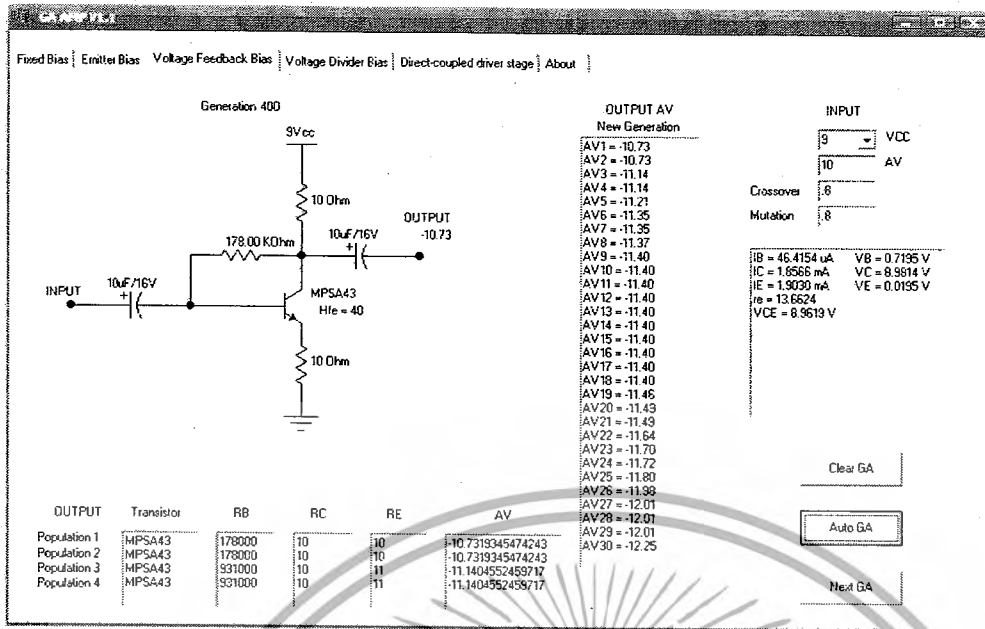 GA AMP V1.1
Fixed Bias Emitter Bias Voltage Feedback Bias Voltage Divider Bias Direct-coupled driver stage About
Generation 400
9Vcc
10 Ohm
OUTPUT
-10.73
178.00 KOhm
10uF/16V
10uF/16V
INPUT
MPSA43
Hfe = 40
10 Ohm
OUTPUT AV
New Generation
AV1 = -10.73
AV2 = -10.73
AV3 = -11.14
AV4 = -11.14
AV5 = -11.21
AV6 = -11.35
AV7 = -11.35
AV8 = -11.37
AV9 = -11.40
AV10 = -11.40
AV11 = -11.40
AV12 = -11.40
AV13 = -11.40
AV14 = -11.40
AV15 = -11.40
AV16 = -11.40
AV17 = -11.40
AV18 = -11.40
AV19 = -11.46
AV20 = -11.43
AV21 = -11.49
AV22 = -11.64
AV23 = -11.70
AV24 = -11.72
AV25 = -11.80
AV26 = -11.98
AV27 = -12.01
AV28 = -12.01
AV29 = -12.01
AV30 = -12.25
INPUT
9 VCC
10 AV
Crossover .6
Mutation .8
IB = 46.4154 uA VB = 0.7195 V
IC = 1.8566 mA VC = 8.9814 V
IE = 1.9030 mA VE = 0.0195 V
re = 13.6624
VCE = 8.9619 V
Clear GA
Auto GA
Next GA
OUTPUT Transistor RB RC RE AV
Population 1 MPSA43 178000 10 10 -10.7319345474243
Population 2 MPSA43 178000 10 10 -10.7319345474243
Population 3 MPSA43 931000 10 11 -11.1404552459717
Population 4 MPSA43 931000 10 11 -11.1404552459717